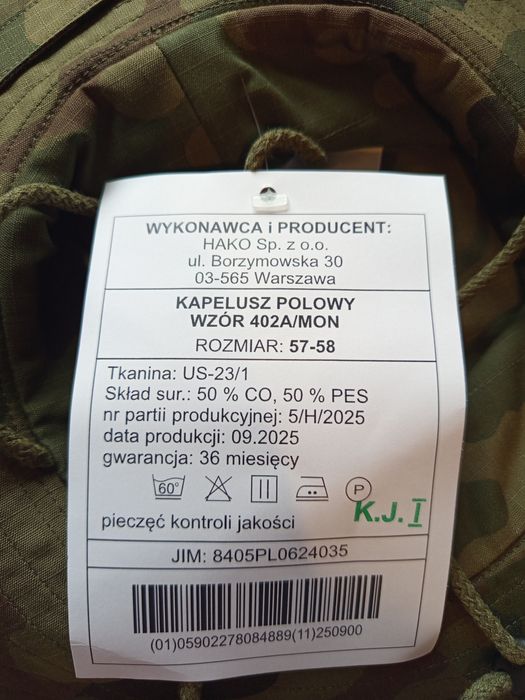 WYKONAWCA i PRODUCENT:
HAKO Sp. z o.o.
ul. Borzymowska 30
03-565 Warszawa
KAPELUSZ POLOWY
WZÓR 402A/MON
ROZMIAR: 57-58
Tkanina: US-23/1
Skład sur.: 50 % CO, 50 % PES
nr partii produkcyjnej: 5/H/2025
data produkcji: 09.2025
gwarancja: 36 miesięcy
60° P
pieczęć kontroli jakości K.J. I
JIM: 8405PL0624035
(01)05902278084889(11)250900